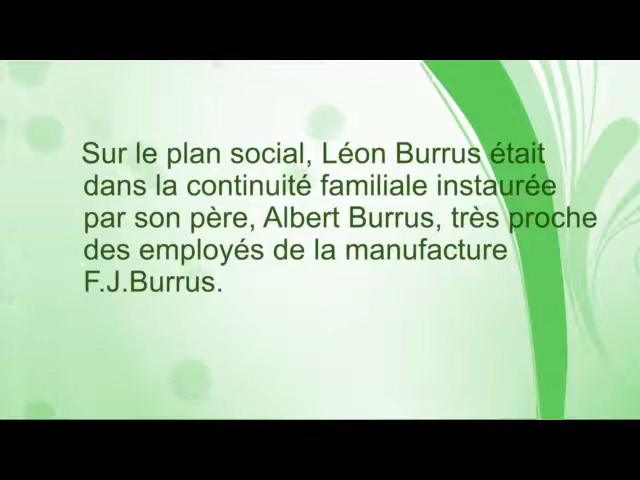 Sur le plan social, Léon Burrus était
dans la continuité familiale instaurée
par son père, Albert Burrus, très proche
des employés de la manufacture
F.J.Burrus.